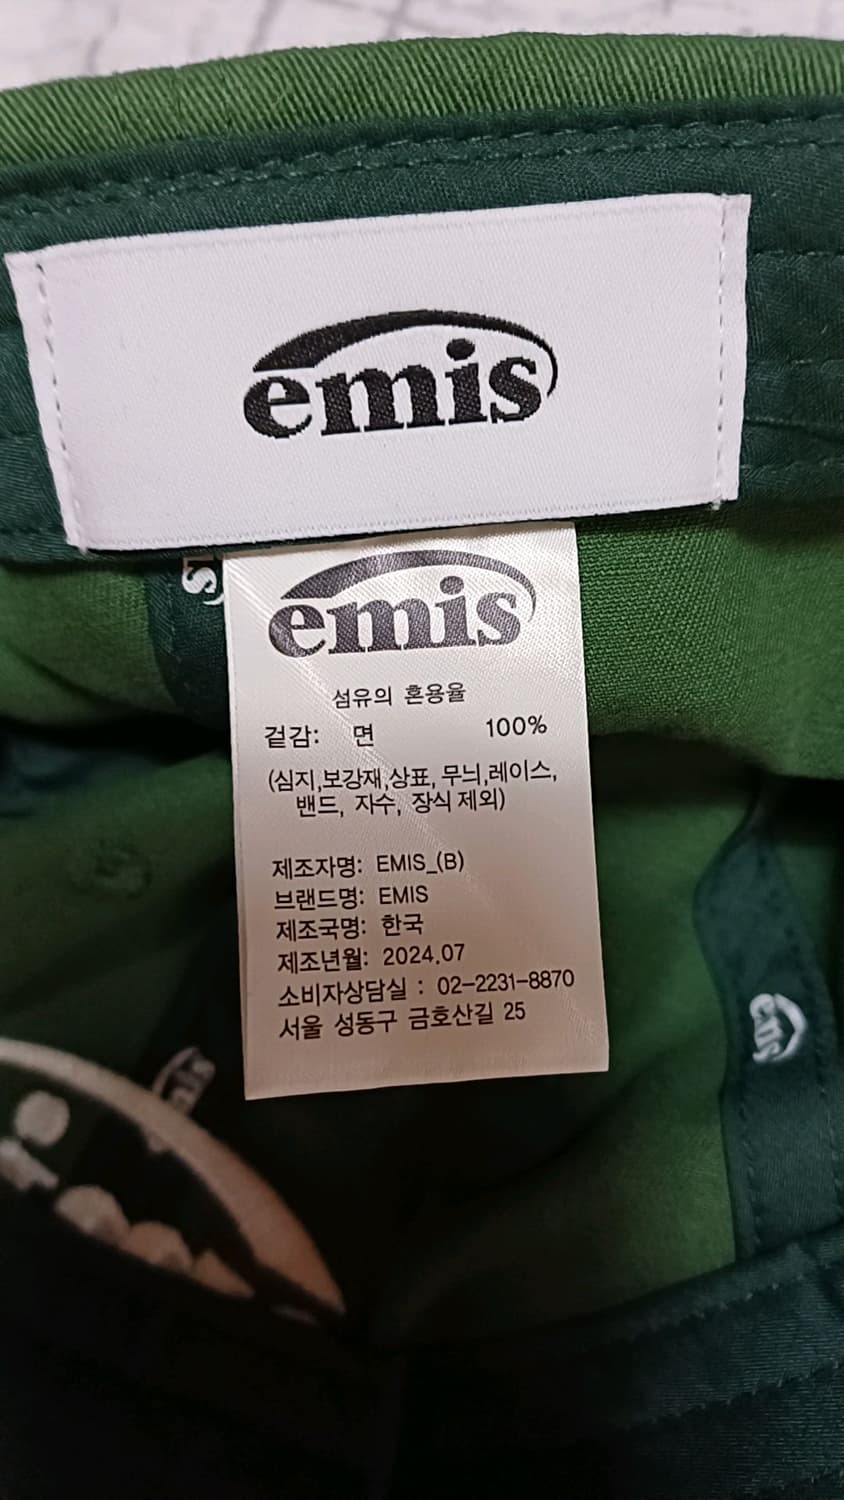 emis
emis
섬유의 혼용율
겉감: 면 100%
(심지,보강재,상표, 무늬,레이스,
밴드, 자수, 장식 제외)
제조자명: EMIS_(B)
브랜드명: EMIS
제조국명: 한국
제조년월: 2024.07
소비자상담실 : 02-2231-8870
서울 성동구 금호산길 25
emis